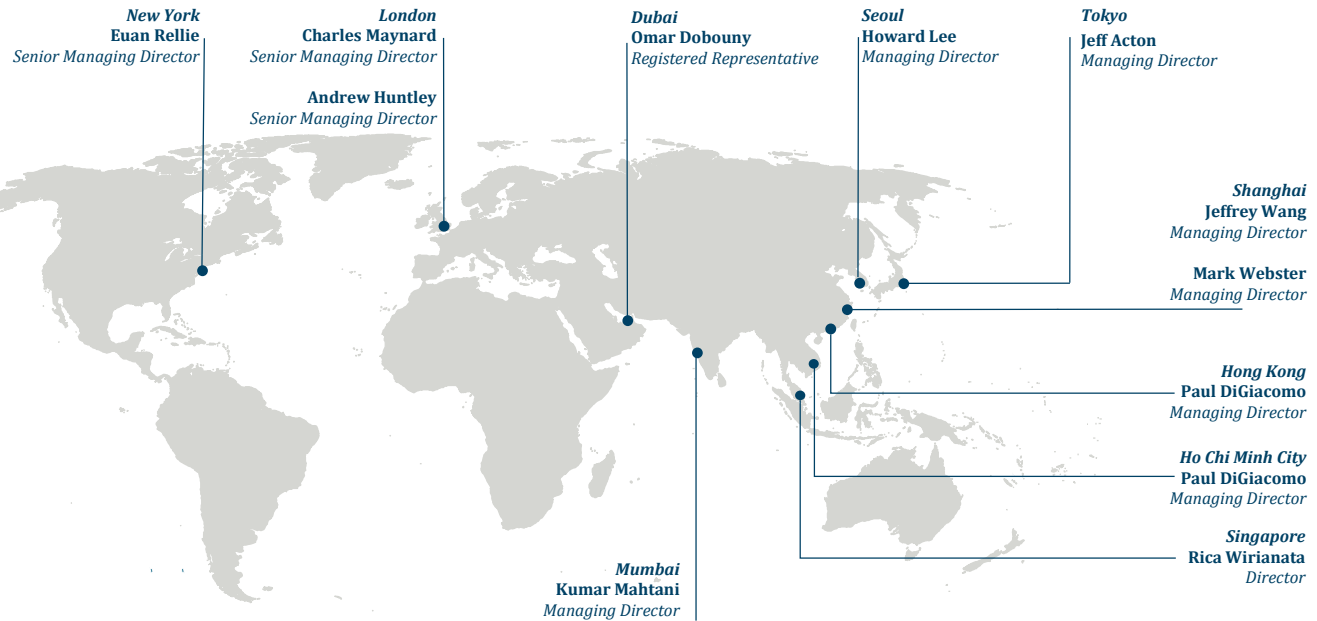 New York
Euan Rellie
Senior Managing Director
London
Charles Maynard
Senior Managing Director
Andrew Huntley
Senior Managing Director
Dubai
Omar Dobouny
Registered Representative
Seoul
Howard Lee
Managing Director
Tokyo
Jeff Acton
Managing Director
Shanghai
Jeffrey Wang
Managing Director
Mark Webster
Managing Director
Hong Kong
Paul DiGiacomo
Managing Director
Ho Chi Minh City
Paul DiGiacomo
Managing Director
Singapore
Rica Wirianata
Director
Mumbai
Kumar Mahtani
Managing Director